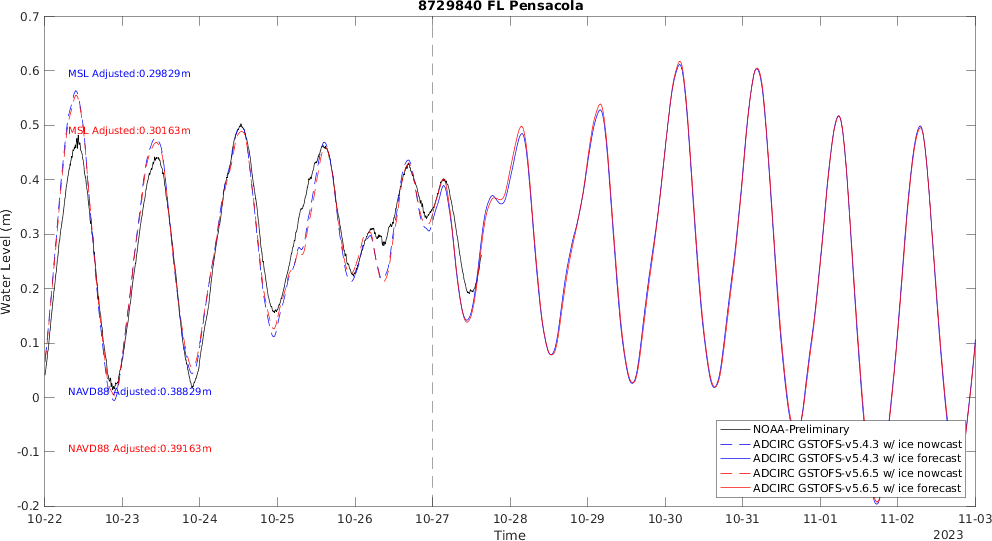 8729840 FL Pensacola
0.7
0.6
0.5
0.4
0.3
0.2
0.1
0
-0.1
-0.2
Water Level (m)
MSL Adjusted:0.29829m
MSL Adjusted:0.30163m
NAVD88 Adjusted:0.38829m
NAVD88 Adjusted:0.39163m
NOAA-Preliminary
ADCIRC GSTOFS-v5.4.3 w/ ice nowcast
ADCIRC GSTOFS-v5.4.3 w/ ice forecast
ADCIRC GSTOFS-v5.6.5 w/ ice nowcast
ADCIRC GSTOFS-v5.6.5 w/ ice forecast
10-22 10-23 10-24 10-25 10-26 10-27 10-28 10-29 10-30 10-31 11-01 11-02 11-03
Time
2023